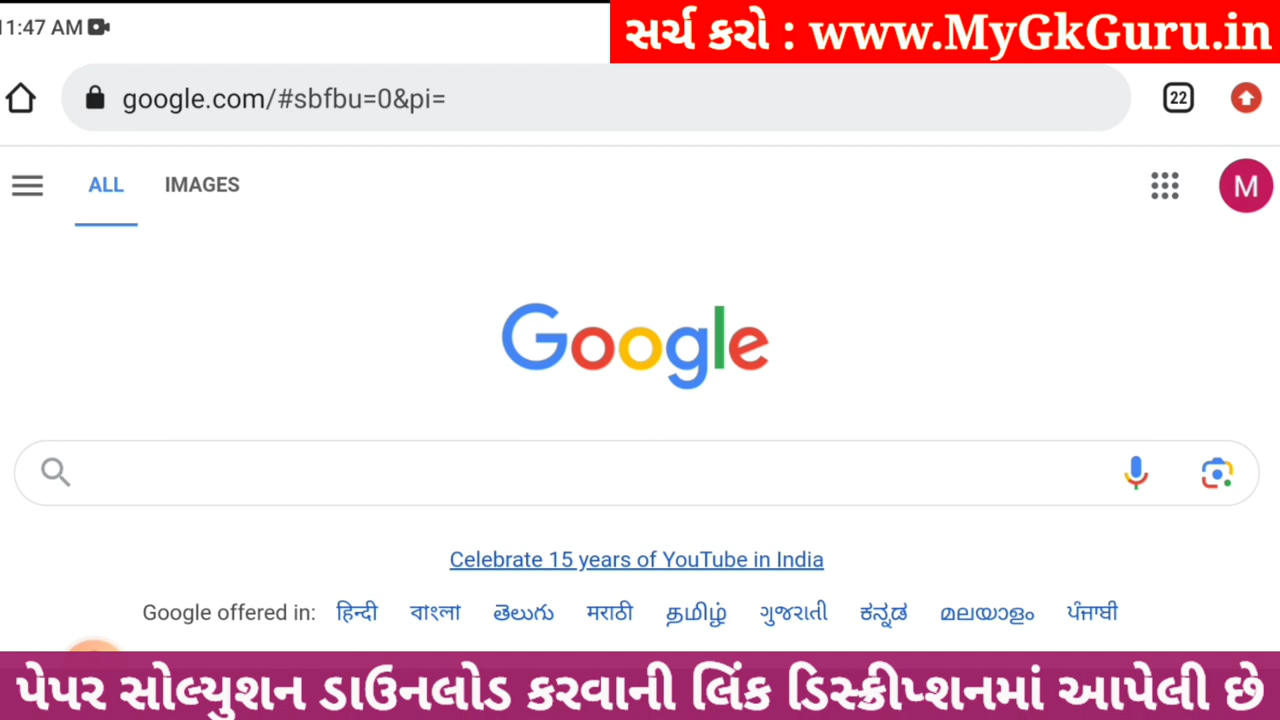 11:47 AM
સર્ચ કરો : www.MyGkGuru.in
google.com/#sbfbu=0&pi=
22
ALL IMAGES
M
Google
Celebrate 15 years of YouTube in India
Google offered in: हिन्दी বাংলা తెలుగు मराठी தமிழ் ગુજરાતી ಕನ್ನಡ മലയാളം ਪੰਜਾਬੀ
પેપર સોલ્યુશન ડાઉનલોડ કરવાની લિંક ડિસ્ક્રીપ્શનમાં આપેલી છે